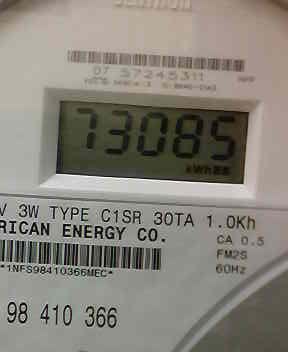 07 57245311
73085
kWh
V 3W TYPE C1SR 30TA 1.0Kh
RICAN ENERGY CO.
CA 0.5
FM2S
60Hz
*1NFS98410366MEC*
98 410 366